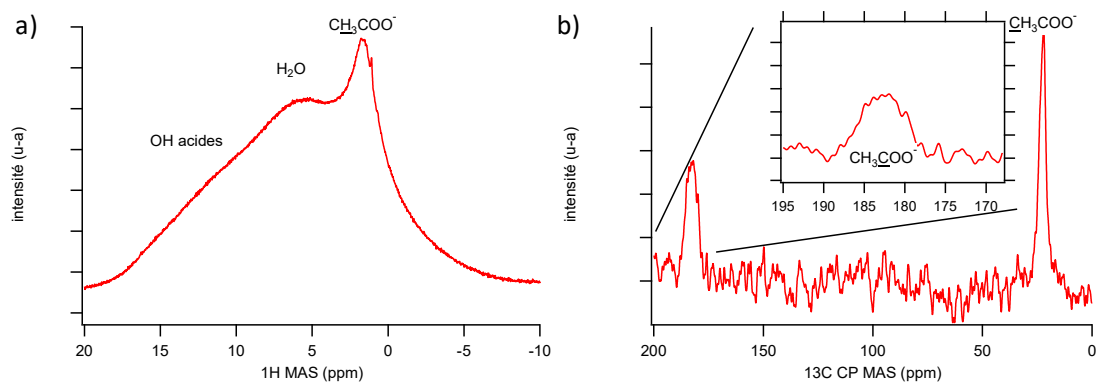 a)
CH3COO-
H2O
OH acides
intensité (u-a)
20 15 10 5 0 -5 -10
1H MAS (ppm)
b)
CH3COO-
CH3COO-
195 190 185 180 175 170
intensité (u-a)
200 150 100 50 0
13C CP MAS (ppm)